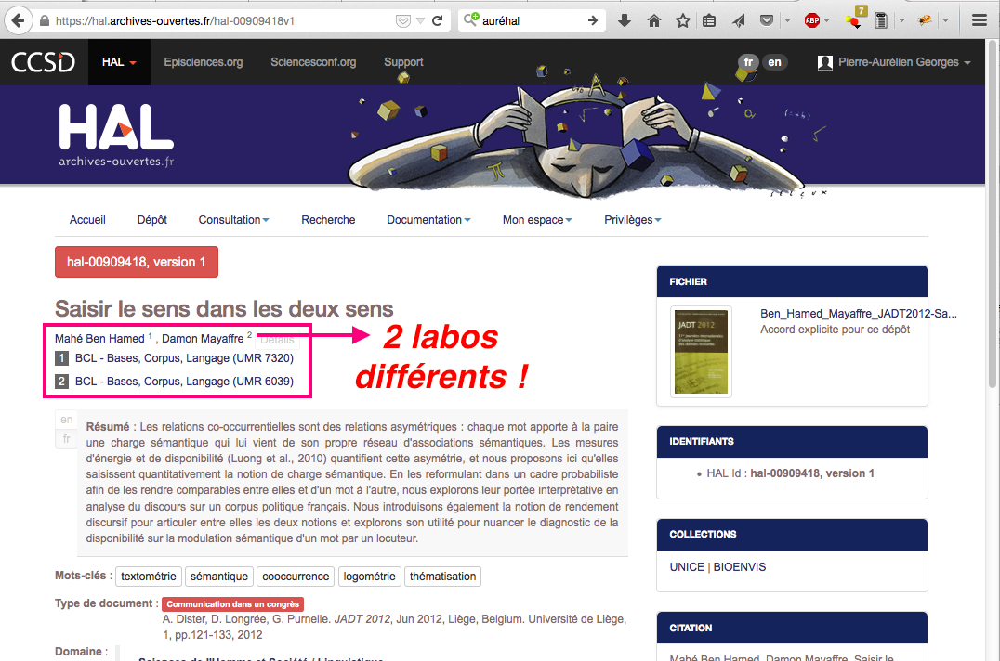 https://hal.archives-ouvertes.fr/hal-00909418v1
auréhal
ABP
7
CCSD
HAL
Episciences.org
Sciencesconf.org
Support
fr
en
Pierre-Aurélien Georges
HAL
archives-ouvertes.fr
Accueil
Dépôt
Consultation
Recherche
Documentation
Mon espace
Privilèges
hal-00909418, version 1
Saisir le sens dans les deux sens
Mahé Ben Hamed 1 , Damon Mayaffre 2 Détails
1 BCL - Bases, Corpus, Langage (UMR 7320)
2 BCL - Bases, Corpus, Langage (UMR 6039)
2 labos
différents !
en
fr
Résumé : Les relations co-occurrentielles sont des relations asymétriques : chaque mot apporte à la paire
une charge sémantique qui lui vient de son propre réseau d'associations sémantiques. Les mesures
d'énergie et de disponibilité (Luong et al., 2010) quantifient cette asymétrie, et nous proposons ici qu'elles
saisissent quantitativement la notion de charge sémantique. En les reformulant dans un cadre probabiliste
afin de les rendre comparables entre elles et d'un mot à l'autre, nous explorons leur portée interprétative en
analyse du discours sur un corpus politique français. Nous introduisons également la notion de rendement
discursif pour articuler entre elles les deux notions et explorons son utilité pour nuancer le diagnostic de la
disponibilité sur la modulation sémantique d'un mot par un locuteur.
Mots-clés : textométrie sémantique cooccurrence logométrie thématisation
Type de document : Communication dans un congrès
A. Dister, D. Longrée, G. Purnelle. JADT 2012, Jun 2012, Liège, Belgium. Université de Liège,
1, pp.121-133, 2012
Domaine :
Sciences de l'Homme et Société / Linguistique
FICHIER
JADT 2012
Ben_Hamed_Mayaffre_JADT2012-Sa...
Accord explicite pour ce dépôt
IDENTIFIANTS
HAL Id : hal-00909418, version 1
COLLECTIONS
UNICE | BIOENVIS
CITATION
Mahé Ben Hamed, Damon Mayaffre. Saisir le